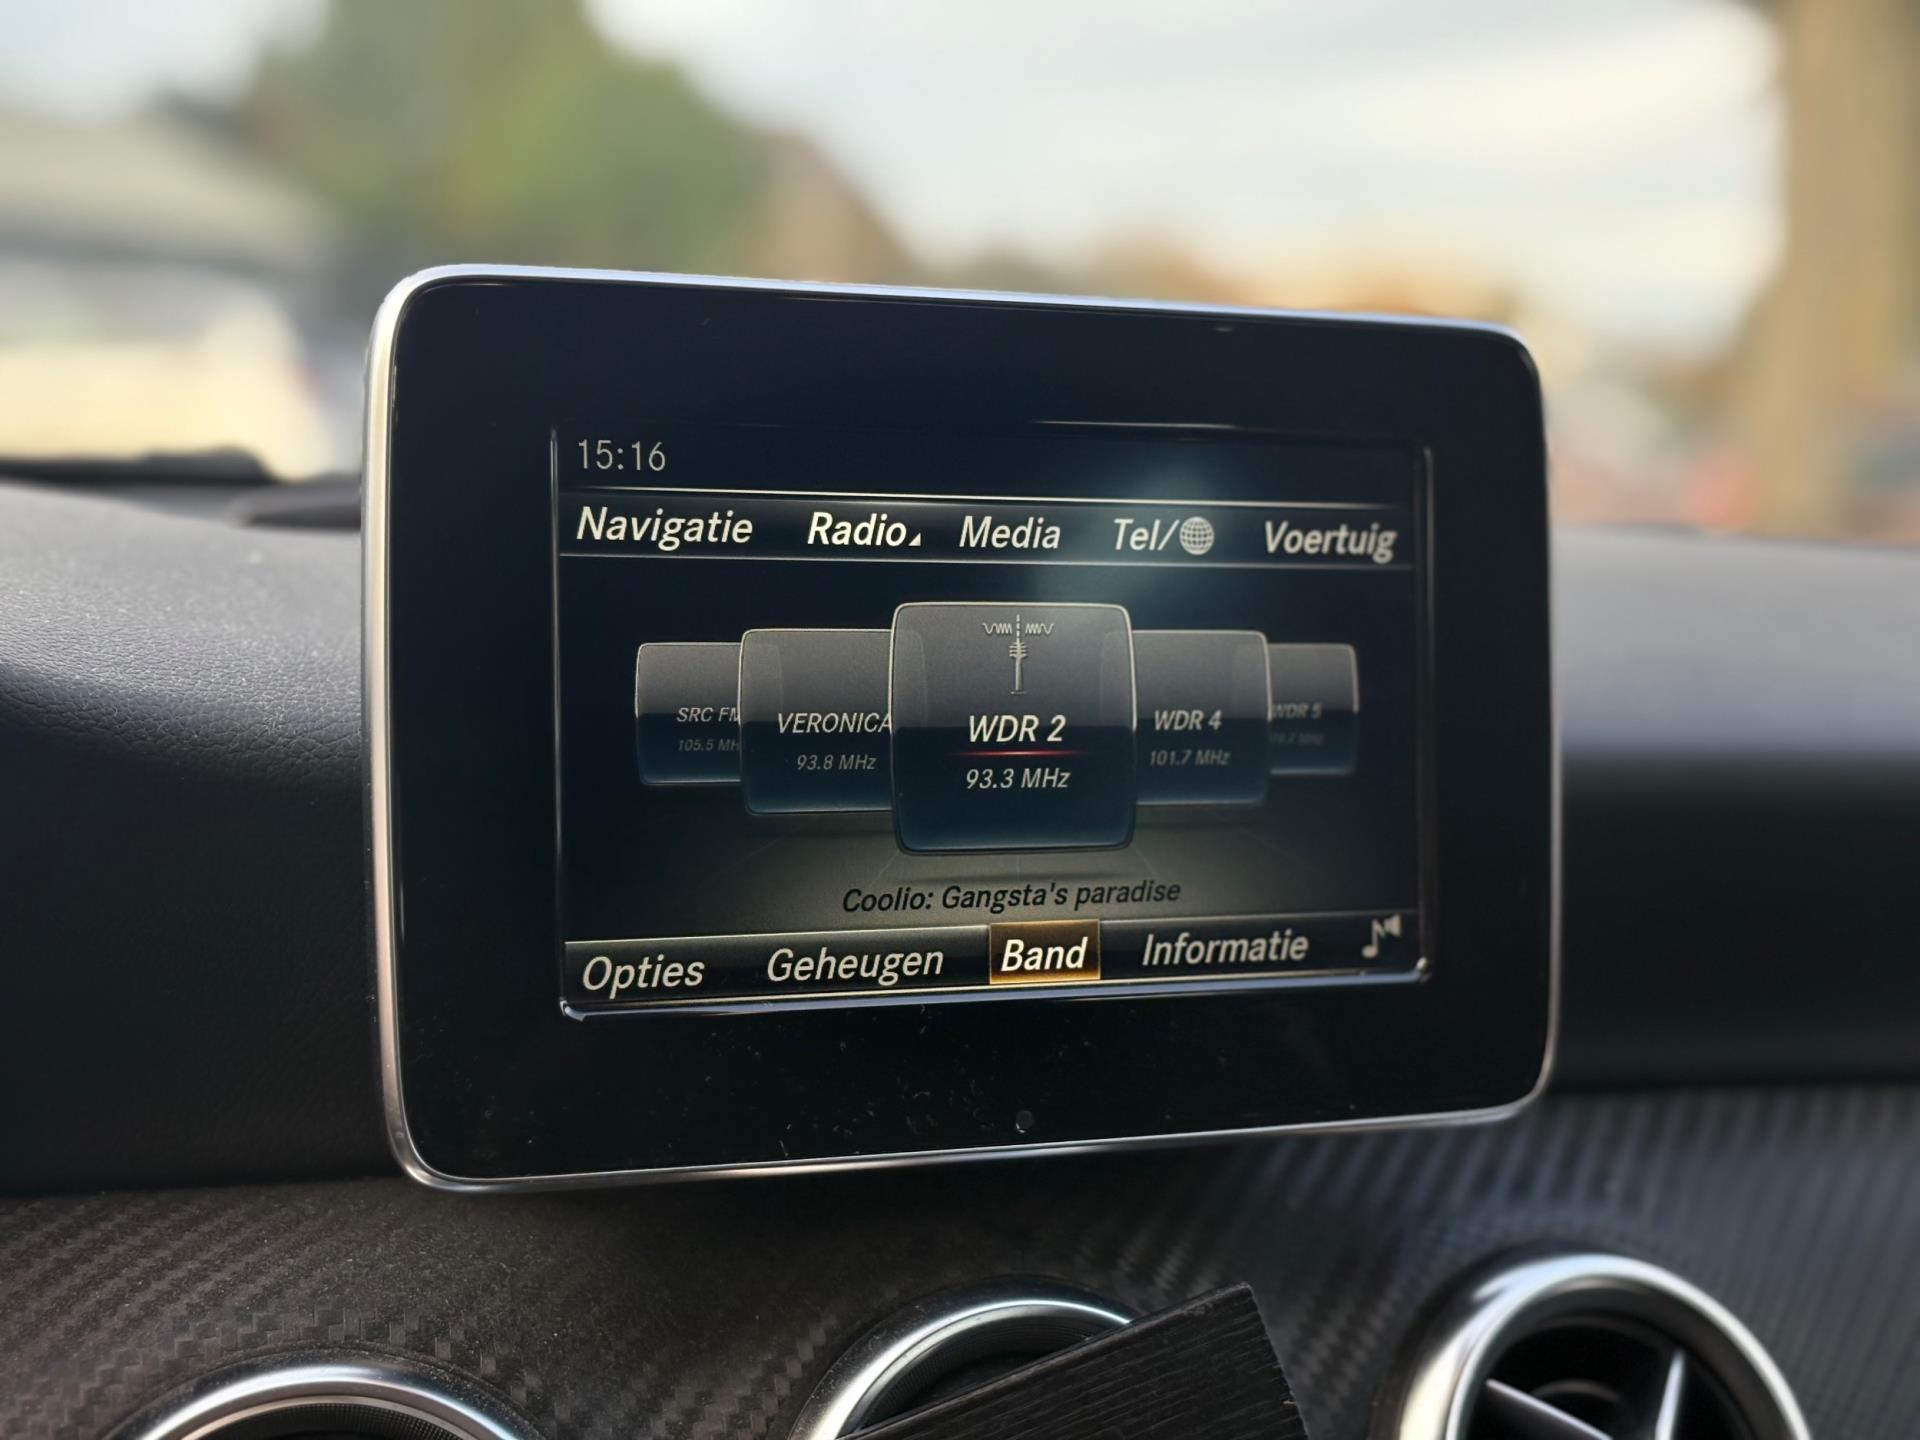 15:16
Navigatie Radio Media Tel/ Voertuig
SRC FM VERONICA WDR 2 WDR 4 WDR 5
105.5 MH 93.8 MHz 93.3 MHz 101.7 MHz
Coolio: Gangsta's paradise
Opties Geheugen Band Informatie